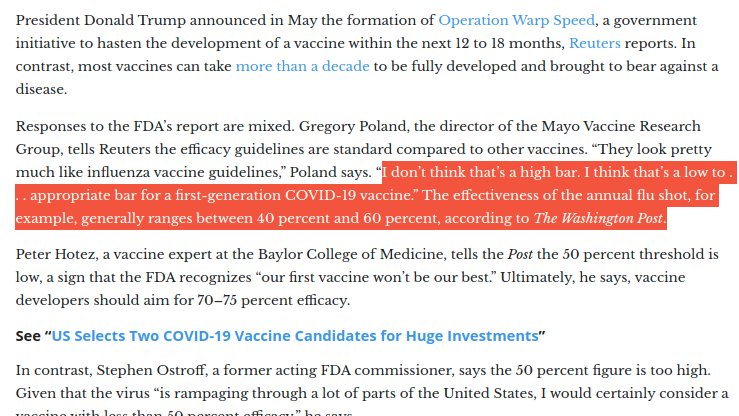 President Donald Trump announced in May the formation of Operation Warp Speed, a government
initiative to hasten the development of a vaccine within the next 12 to 18 months, Reuters reports. In
contrast, most vaccines can take more than a decade to be fully developed and brought to bear against a
disease.
Responses to the FDA’s report are mixed. Gregory Poland, the director of the Mayo Vaccine Research
Group, tells Reuters the efficacy guidelines are standard compared to other vaccines. “They look pretty
much like influenza vaccine guidelines,” Poland says. “I don’t think that’s a high bar. I think that’s a low to .
. . appropriate bar for a first-generation COVID-19 vaccine.” The effectiveness of the annual flu shot, for
example, generally ranges between 40 percent and 60 percent, according to The Washington Post.
Peter Hotez, a vaccine expert at the Baylor College of Medicine, tells the Post the 50 percent threshold is
low, a sign that the FDA recognizes “our first vaccine won’t be our best.” Ultimately, he says, vaccine
developers should aim for 70–75 percent efficacy.
See “US Selects Two COVID-19 Vaccine Candidates for Huge Investments”
In contrast, Stephen Ostroff, a former acting FDA commissioner, says the 50 percent figure is too high.
Given that the virus “is rampaging through a lot of parts of the United States, I would certainly consider a
vaccine with less than 50 percent efficacy,” he says.